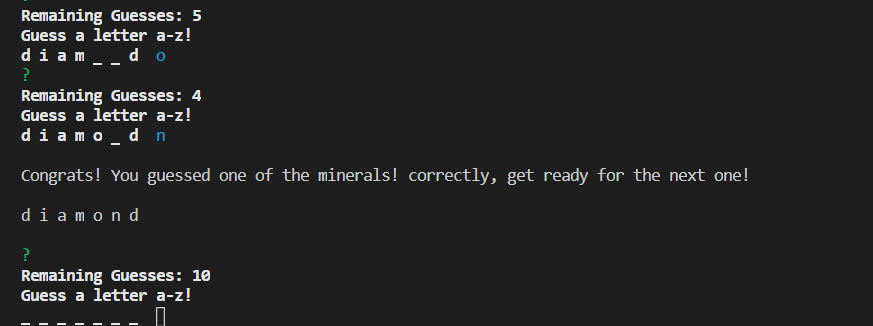 ?
Remaining Guesses: 5
Guess a letter a-z!
d i a m _ _ d  o
?
Remaining Guesses: 4
Guess a letter a-z!
d i a m o _ d  n
Congrats! You guessed one of the minerals! correctly, get ready for the next one!
d i a m o n d
?
Remaining Guesses: 10
Guess a letter a-z!
_ _ _ _ _ _ _